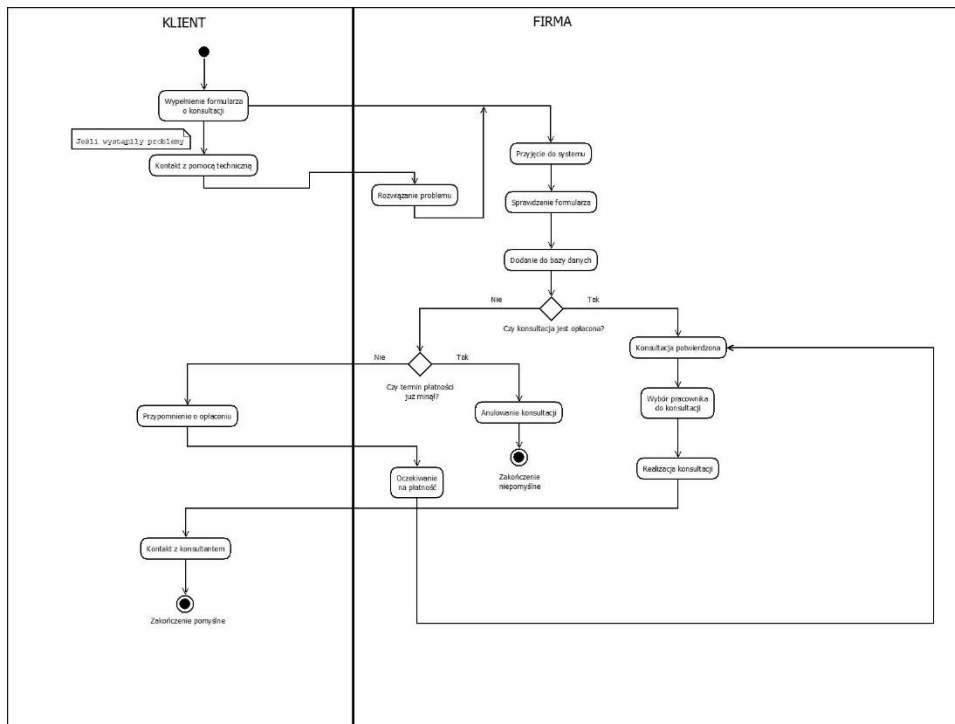 KLIENT
FIRMA
Wypełnienie formularza
o konsultacji
Jeśli wystąpiły problemy
Kontakt z pomocą techniczną
Rozwiązanie problemu
Przyjęcie do systemu
Sprawdzenie formularza
Dodanie do bazy danych
Nie
Tak
Czy konsultacja jest opłacona?
Nie
Tak
Czy termin płatności
już minął?
Konsultacja potwierdzona
Przypomnienie o opłaceniu
Anulowanie konsultacji
Wybór pracownika
do konsultacji
Oczekiwanie
na płatność
Zakończenie
niepomyślne
Realizacja konsultacji
Kontakt z konsultantem
Zakończenie pomyślne